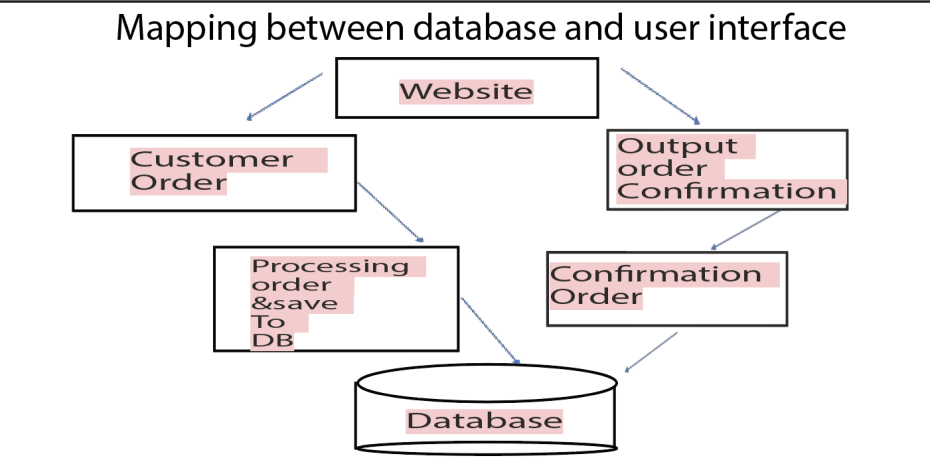 Mapping between database and user interface
Website
Customer
Order
Output
order
Confirmation
Processing
order
&save
To
DB
Confirmation
Order
Database